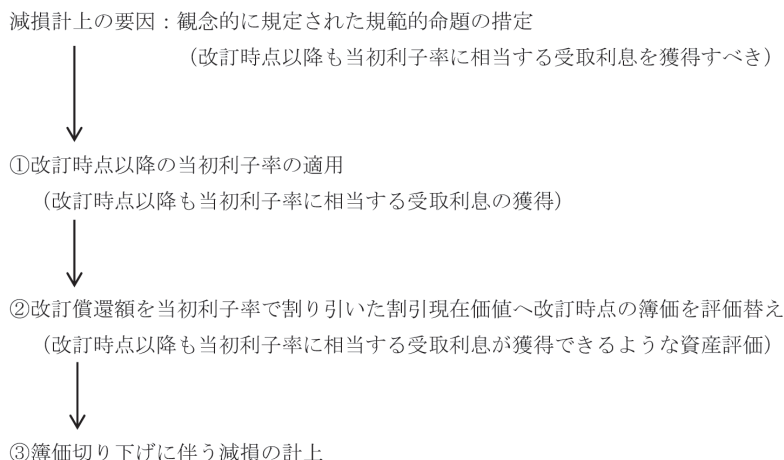 減損計上の要因：観念的に規定された規範的命題の措定
（改訂時点以降も当初利子率に相当する受取利息を獲得すべき）
①改訂時点以降の当初利子率の適用
（改訂時点以降も当初利子率に相当する受取利息の獲得）
②改訂償還額を当初利子率で割り引いた割引現在価値へ改訂時点の簿価を評価替え
（改訂時点以降も当初利子率に相当する受取利息が獲得できるような資産評価）
③簿価切り下げに伴う減損の計上